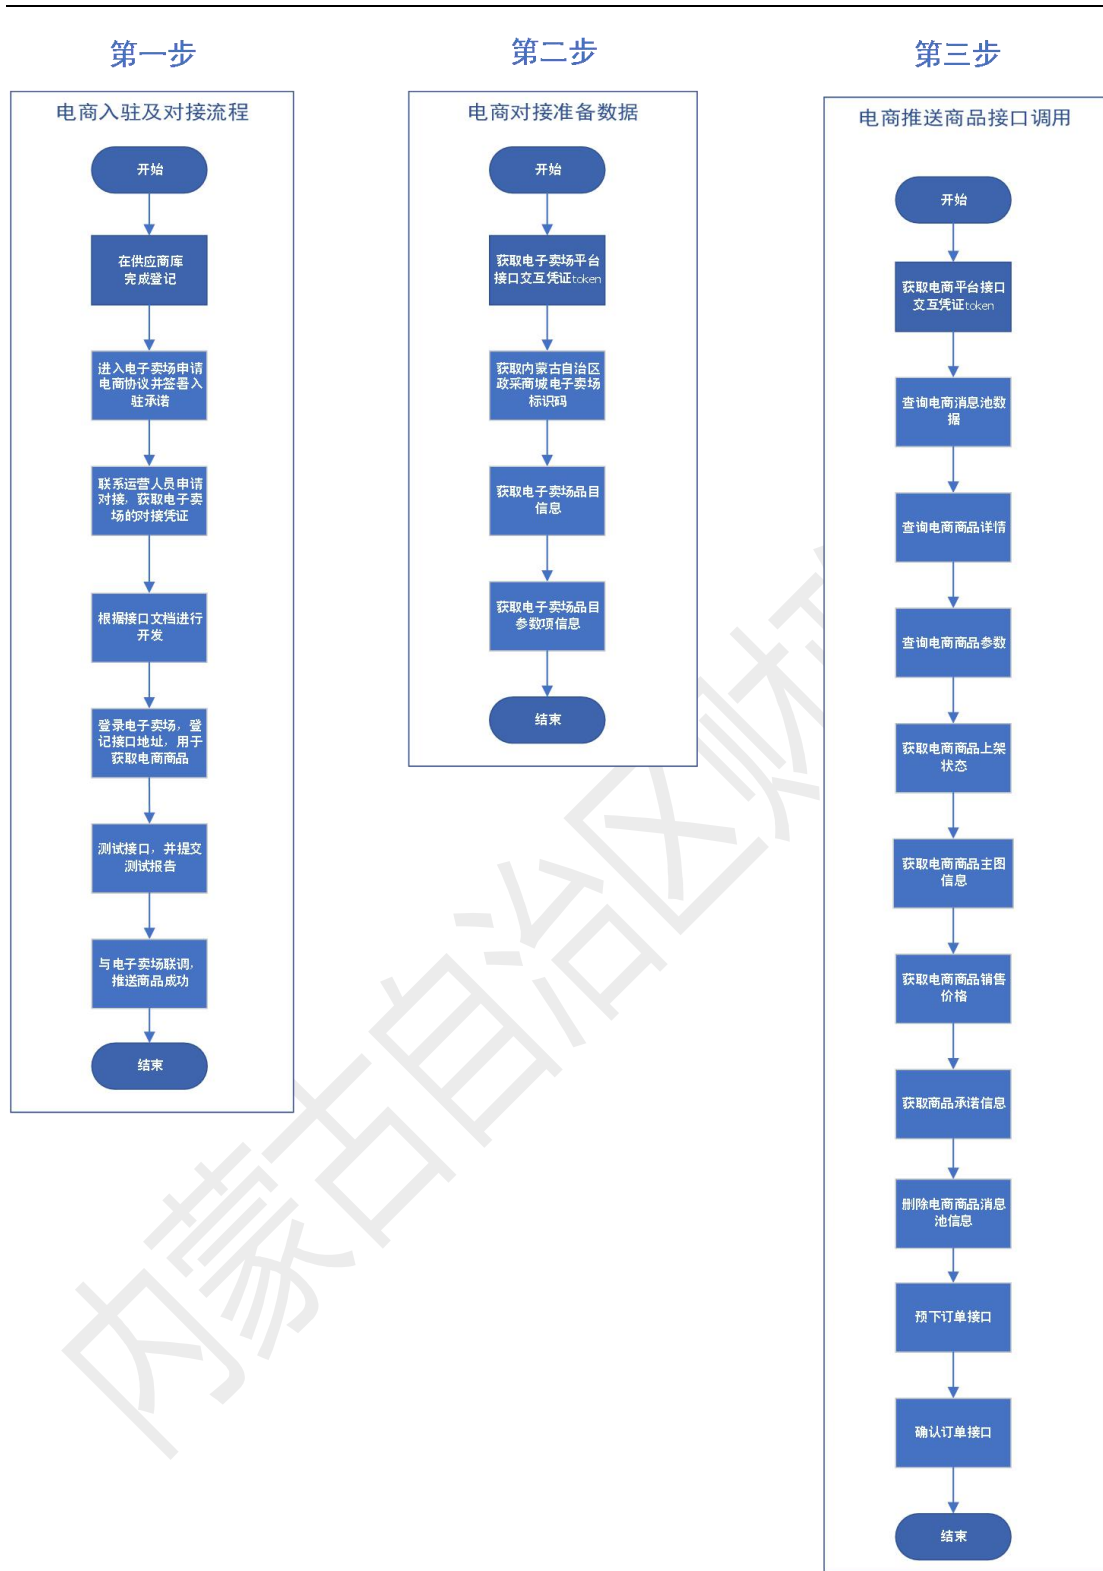 第一步
电商入驻及对接流程
开始
在供应商库
完成登记
进入电子卖场申请
电商协议并签署入
驻承诺
联系运营人员申请
对接，获取电子卖
场的对接凭证
根据接口文档进行
开发
登录电子卖场，登
记接口地址，用于
获取电商商品
测试接口，并提交
测试报告
与电子卖场联调，
推送商品成功
结束
第二步
电商对接准备数据
开始
获取电子卖场平台
接口交互凭证token
获取内蒙古自治区
政采商城电子卖场
标识码
获取电子卖场品目
信息
获取电子卖场品目
参数项信息
结束
第三步
电商推送商品接口调用
开始
获取电商平台接口
交互凭证token
查询电商消息池数
据
查询电商商品详情
查询电商商品参数
获取电商商品上架
状态
获取电商商品主图
信息
获取电商商品销售
价格
获取商品承诺信息
删除电商商品消息
池信息
预下订单接口
确认订单接口
结束
内蒙古自治区财